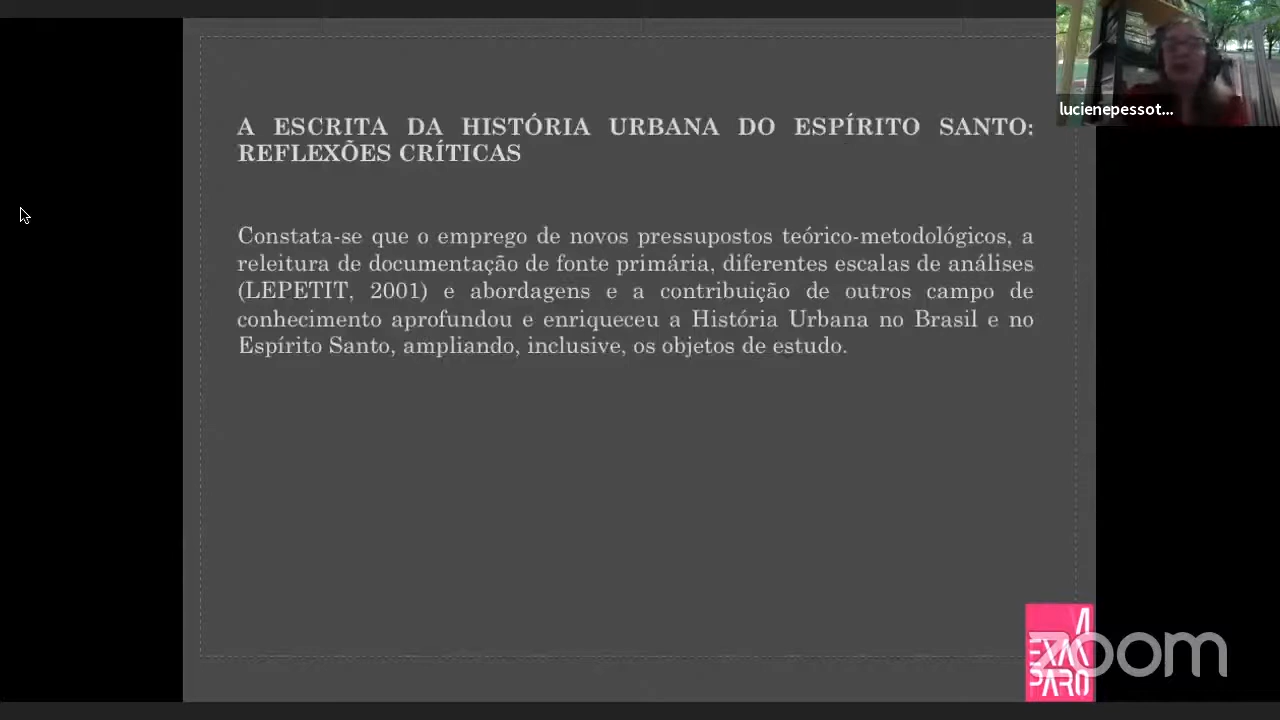 lucienepessot...
A ESCRITA DA HISTÓRIA URBANA DO ESPÍRITO SANTO:
REFLEXÕES CRÍTICAS
Constata-se que o emprego de novos pressupostos teórico-metodológicos, a
releitura de documentação de fonte primária, diferentes escalas de análises
(LEPETIT, 2001) e abordagens e a contribuição de outros campo de
conhecimento aprofundou e enriqueceu a História Urbana no Brasil e no
Espírito Santo, ampliando, inclusive, os objetos de estudo.
zoom